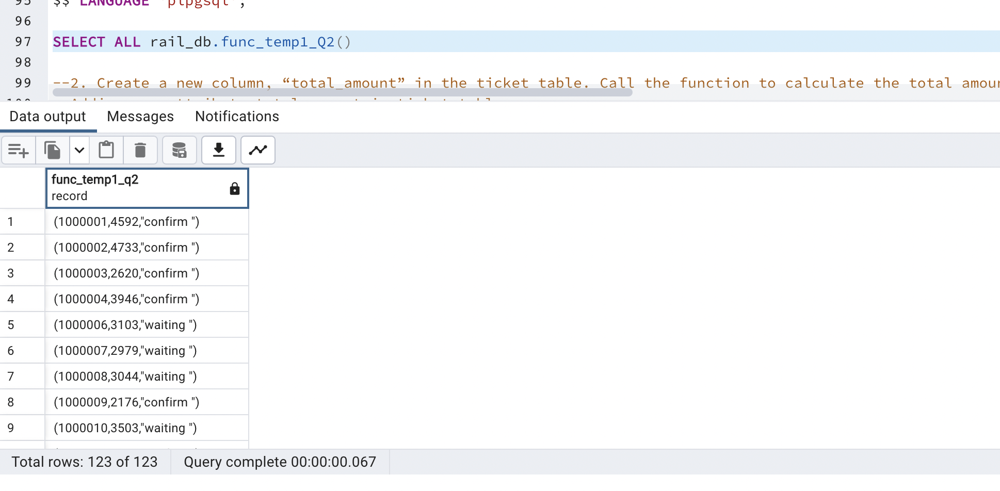 95 $$ LANGUAGE 'plpgsql';
96
97 SELECT ALL rail_db.func_temp1_Q2()
98
99 --2. Create a new column, “total_amount” in the ticket table. Call the function to calculate the total amoun
Data output Messages Notifications
func_temp1_q2
record
1 (1000001,4592,"confirm ")
2 (1000002,4733,"confirm ")
3 (1000003,2620,"confirm ")
4 (1000004,3946,"confirm ")
5 (1000006,3103,"waiting ")
6 (1000007,2979,"waiting ")
7 (1000008,3044,"waiting ")
8 (1000009,2176,"confirm ")
9 (1000010,3503,"waiting ")
Total rows: 123 of 123 Query complete 00:00:00.067